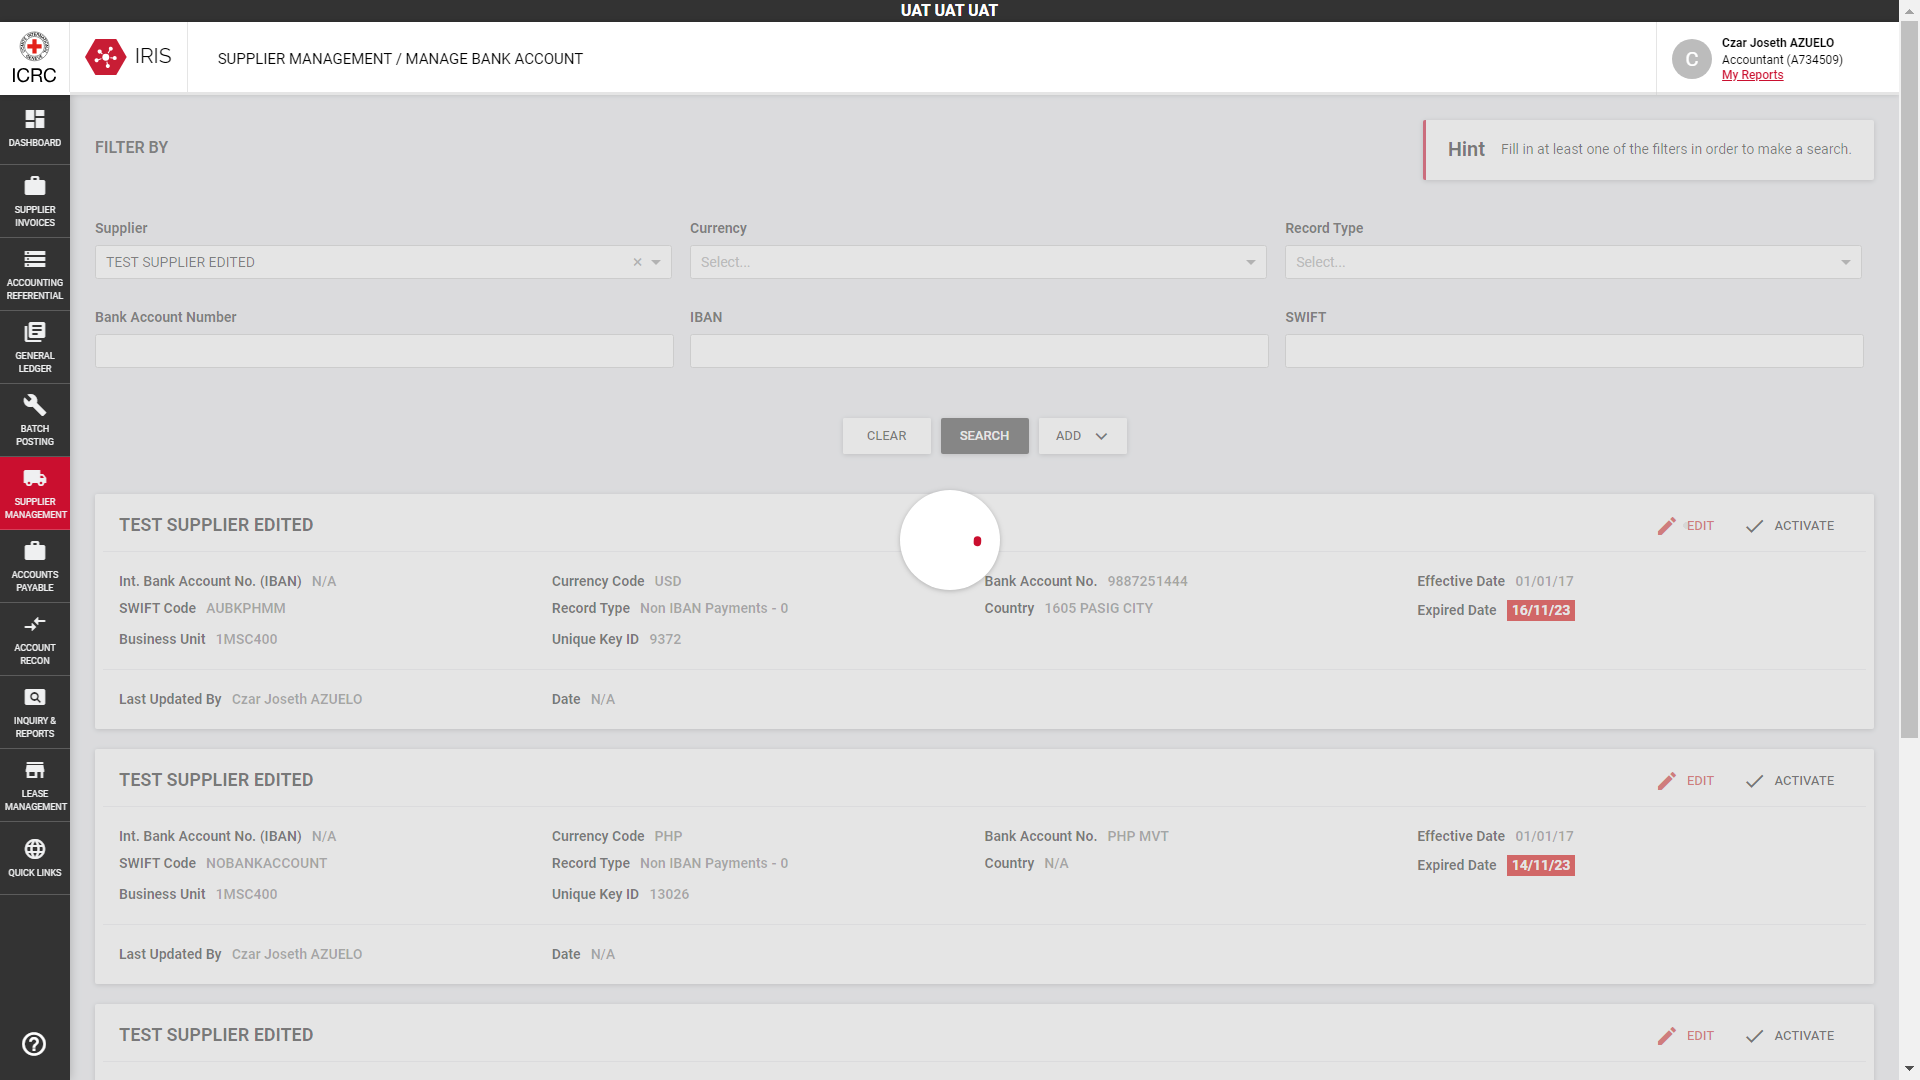 UAT UAT UAT
ICRC
IRIS
SUPPLIER MANAGEMENT / MANAGE BANK ACCOUNT
C
Czar Joseth AZUELO
Accountant (A734509)
My Reports
DASHBOARD
SUPPLIER
INVOICES
ACCOUNTING
REFERENTIAL
GENERAL
LEDGER
BATCH
POSTING
SUPPLIER
MANAGEMENT
ACCOUNTS
PAYABLE
ACCOUNT
RECON
INQUIRY &
REPORTS
LEASE
MANAGEMENT
QUICK LINKS
FILTER BY
Hint Fill in at least one of the filters in order to make a search.
Supplier Currency Record Type
TEST SUPPLIER EDITED × Select... Select...
Bank Account Number IBAN SWIFT
CLEAR SEARCH ADD
TEST SUPPLIER EDITED EDIT ACTIVATE
Int. Bank Account No. (IBAN) N/A Currency Code USD Bank Account No. 9887251444 Effective Date 01/01/17
SWIFT Code AUBKPHMM Record Type Non IBAN Payments - 0 Country 1605 PASIG CITY Expired Date 16/11/23
Business Unit 1MSC400 Unique Key ID 9372
Last Updated By Czar Joseth AZUELO Date N/A
TEST SUPPLIER EDITED EDIT ACTIVATE
Int. Bank Account No. (IBAN) N/A Currency Code PHP Bank Account No. PHP MVT Effective Date 01/01/17
SWIFT Code NOBANKACCOUNT Record Type Non IBAN Payments - 0 Country N/A Expired Date 14/11/23
Business Unit 1MSC400 Unique Key ID 13026
Last Updated By Czar Joseth AZUELO Date N/A
TEST SUPPLIER EDITED EDIT ACTIVATE